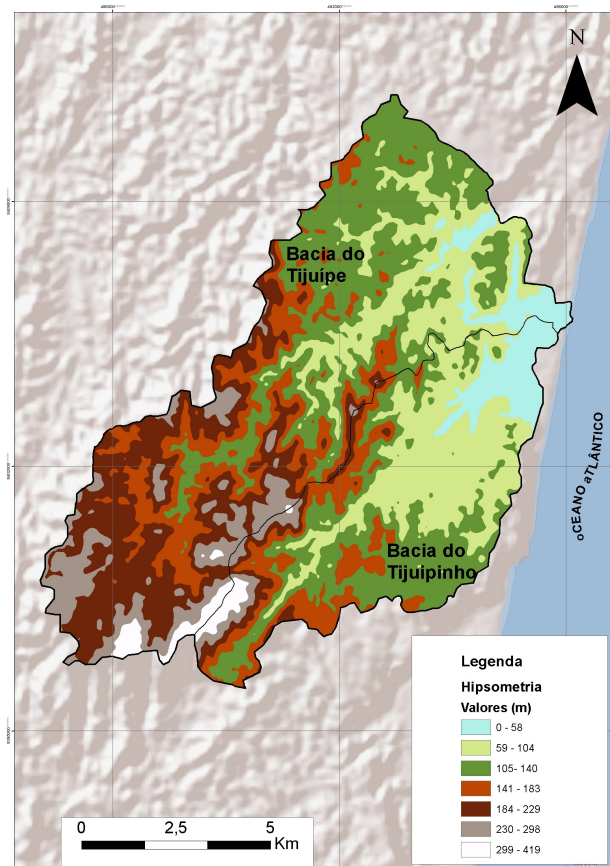 N
Bacia do
Tijuípe
oCEANO aTLÂNTICO
Bacia do
Tijuipinho
Legenda
Hipsometria
Valores (m)
0 - 58
59 - 104
105- 140
141 - 183
184 - 229
230 - 298
299 - 419
0 2,5 5
Km